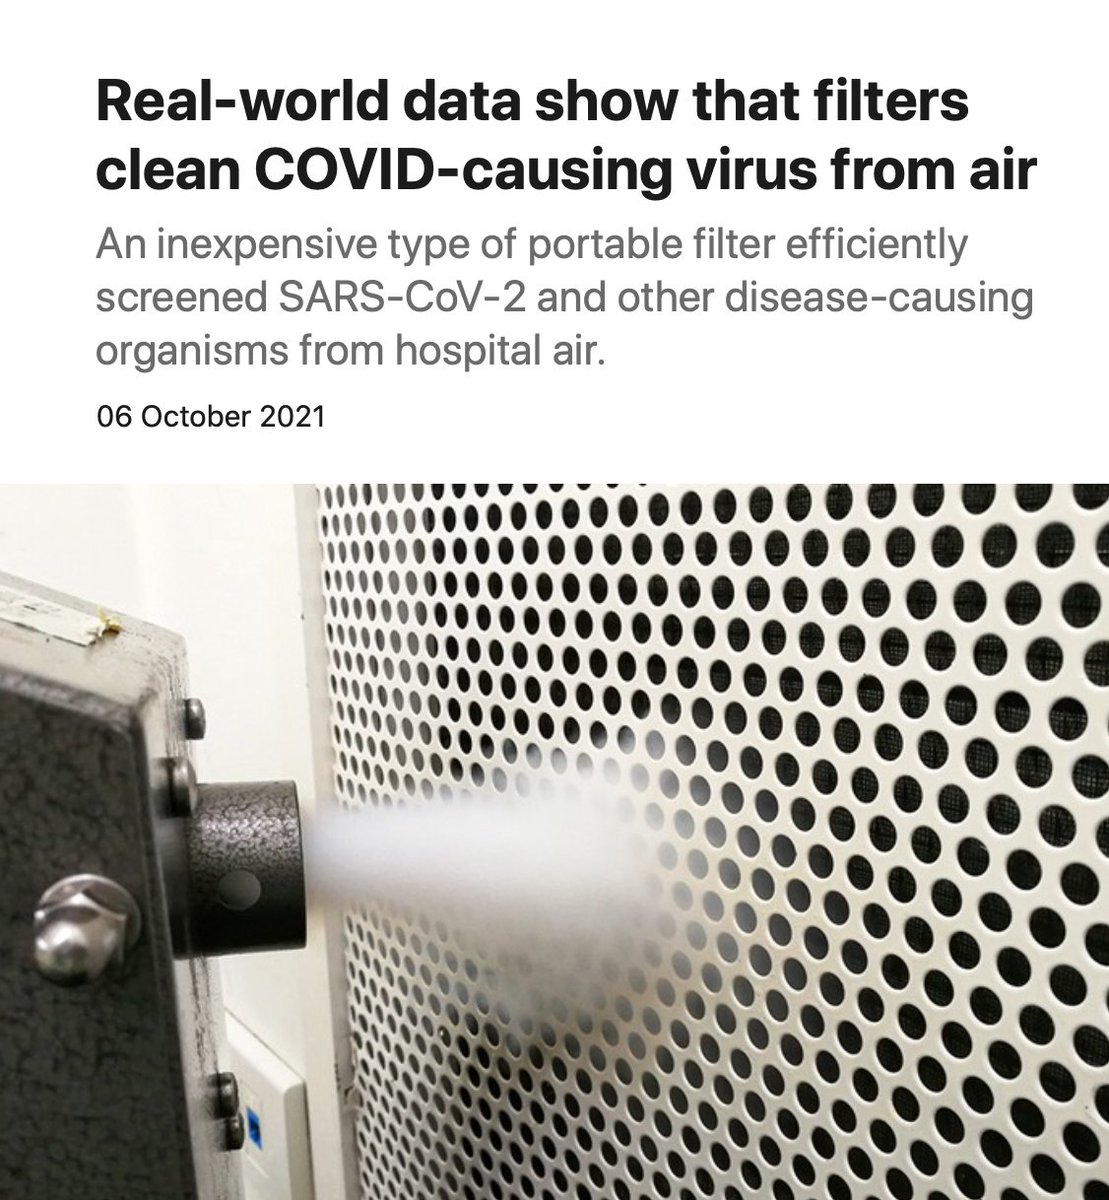 Real-world data show that filters
clean COVID-causing virus from air
An inexpensive type of portable filter efficiently
screened SARS-CoV-2 and other disease-causing
organisms from hospital air.
06 October 2021